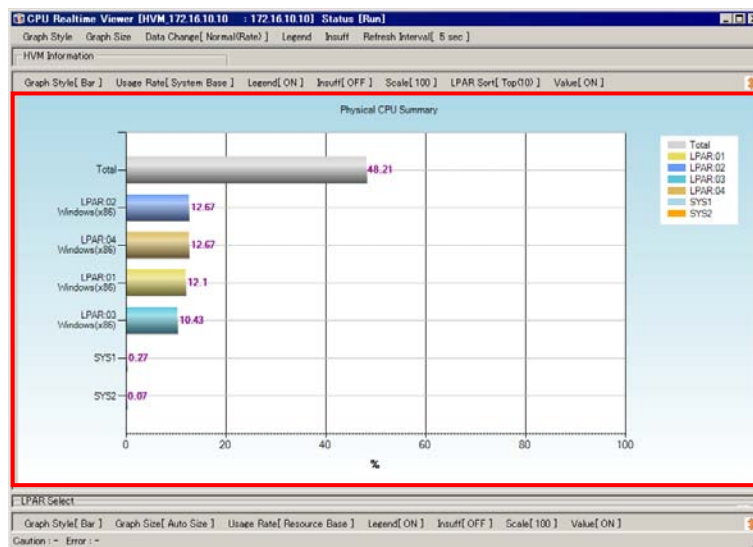 CPU Realtime Viewer [HVM_172.16.10.10 : 172.16.10.10] Status [Run]
Graph Style Graph Size Data Change[ Normal(Rate) ] Legend Insuff Refresh Interval[ 5 sec ]
HVM Information
Graph Style[ Bar ] Usage Rate[ System Base ] Legend[ ON ] Insuff[ OFF ] Scale[ 100 ] LPAR Sort[ Top(10) ] Value[ ON ]
Physical CPU Summary
Total
48.21
LPAR:02
Windows(x86)
12.67
LPAR:04
Windows(x86)
12.67
LPAR:01
Windows(x86)
12.1
LPAR:03
Windows(x86)
10.43
SYS1
0.27
SYS2
0.07
0 20 40 60 80 100
%
Total
LPAR:01
LPAR:02
LPAR:03
LPAR:04
SYS1
SYS2
LPAR Select
Graph Style[ Bar ] Graph Size[ Auto Size ] Usage Rate[ Resource Base ] Legend[ ON ] Insuff[ OFF ] Scale[ 100 ] Value[ ON ]
Caution : - Error : -